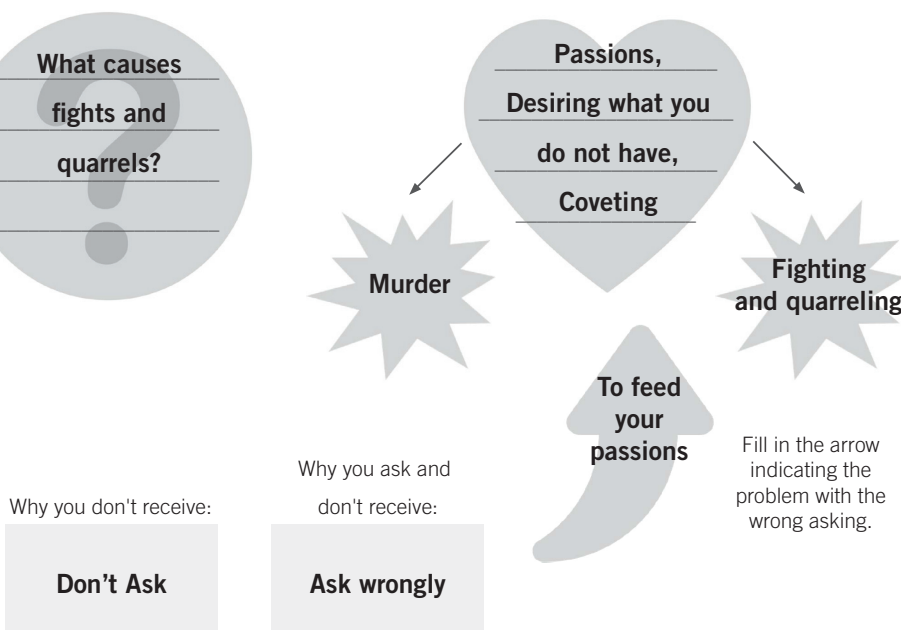 What causes
fights and
quarrels?
Passions,
Desiring what you
do not have,
Coveting
Murder
Fighting
and quarreling
To feed
your
passions
Fill in the arrow
indicating the
problem with the
wrong asking.
Why you don't receive:
Don’t Ask
Why you ask and
don't receive:
Ask wrongly